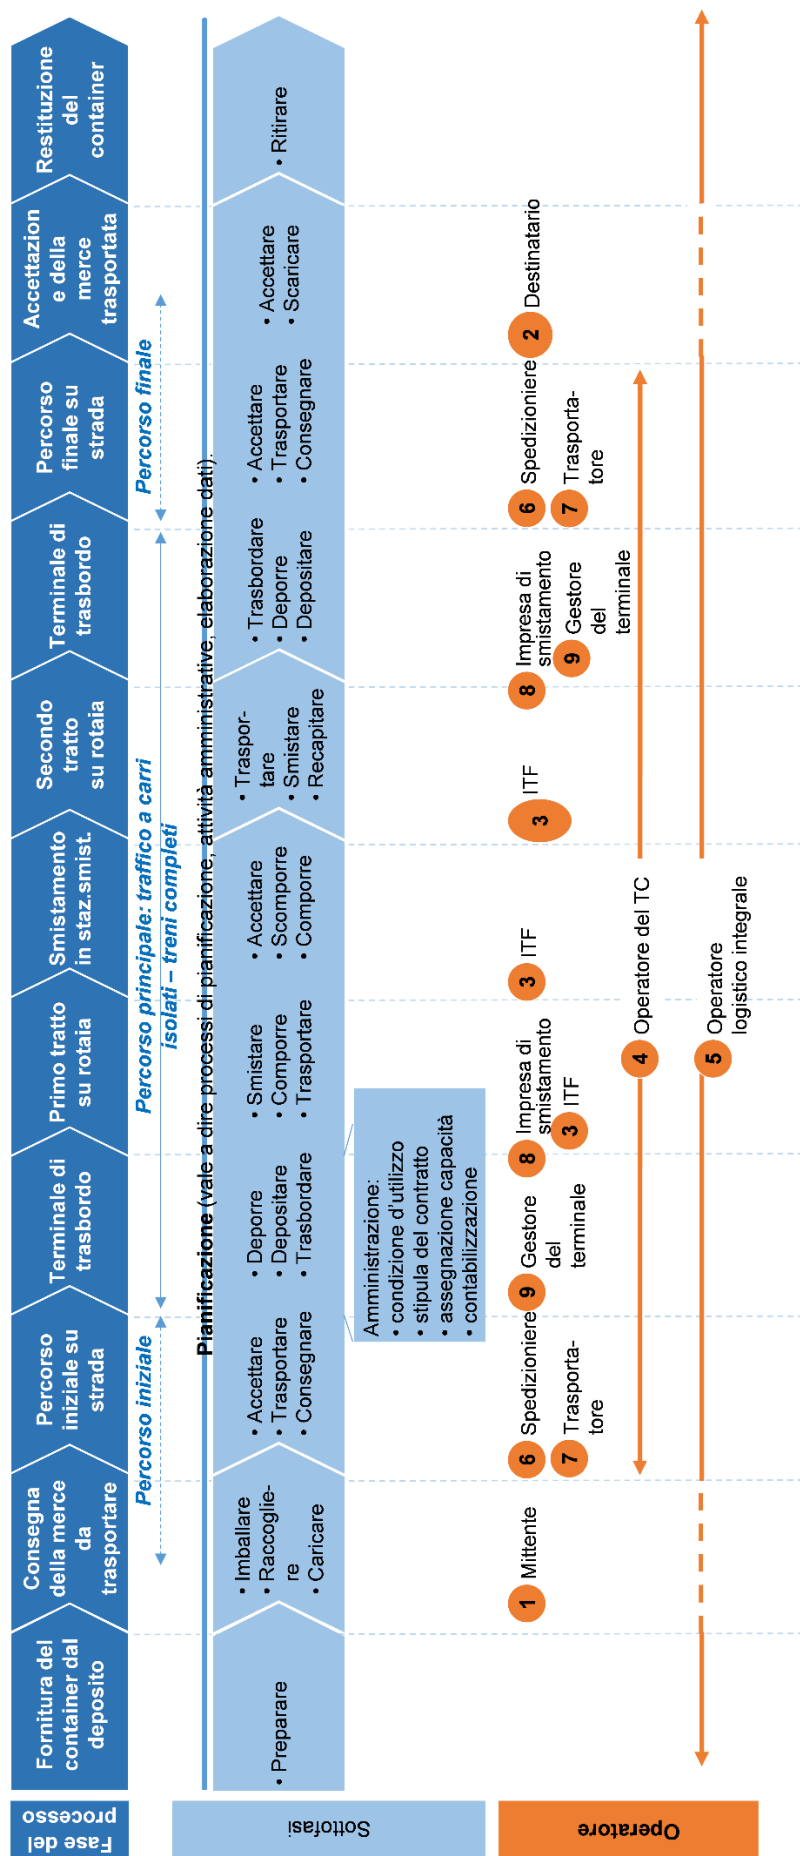 Fase del
processo
Fornitura del
container dal
deposito
Consegna
della merce
da
trasportare
Percorso
iniziale su
strada
Terminale di
trasbordo
Primo tratto
su rotaia
Smistamento
in staz.smist.
Secondo
tratto
su rotaia
Terminale di
trasbordo
Percorso
finale su
strada
Accettazion
e della
merce
trasportata
Restituzione
del
container
Percorso iniziale
Percorso principale: traffico a carri
isolati – treni completi
Percorso finale
Sottofasi
Pianificazione (vale a dire processi di pianificazione, attività amministrative, elaborazione dati).
• Preparare
• Imballare
• Raccoglie-
re
• Caricare
• Accettare
• Trasportare
• Consegnare
• Deporre
• Depositare
• Trasbordare
• Smistare
• Comporre
• Trasportare
• Accettare
• Scomporre
• Comporre
• Traspor-
tare
• Smistare
• Recapitare
• Trasbordare
• Deporre
• Depositare
• Accettare
• Trasportare
• Consegnare
• Accettare
• Scaricare
• Ritirare
Amministrazione:
• condizione d'utilizzo
• stipula del contratto
• assegnazione capacità
• contabilizzazione
Operatore
1 Mittente
6 Spedizioniere
7 Trasporta-
tore
9 Gestore
del
terminale
8 Impresa di
smistamento
3 ITF
3 ITF
3 ITF
8 Impresa di
smistamento
9 Gestore
del
terminale
6 Spedizioniere
7 Trasporta-
tore
2 Destinatario
4 Operatore del TC
5 Operatore
logistico integrale